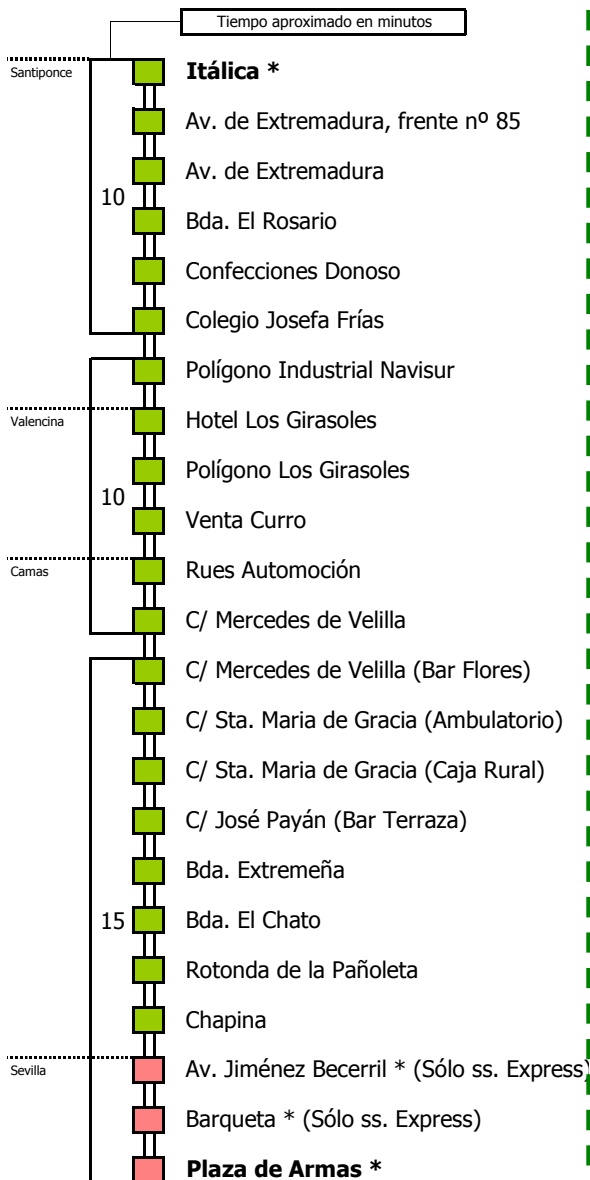 Tiempo aproximado en minutos
Santiponce
Itálica *
Av. de Extremadura, frente nº 85
Av. de Extremadura
10
Bda. El Rosario
Confecciones Donoso
Colegio Josefa Frías
Polígono Industrial Navisur
Valencina
Hotel Los Girasoles
Polígono Los Girasoles
10
Venta Curro
Camas
Rues Automoción
C/ Mercedes de Velilla
C/ Mercedes de Velilla (Bar Flores)
C/ Sta. Maria de Gracia (Ambulatorio)
C/ Sta. Maria de Gracia (Caja Rural)
C/ José Payán (Bar Terraza)
Bda. Extremeña
15
Bda. El Chato
Rotonda de la Pañoleta
Chapina
Sevilla
Av. Jiménez Becerril * (Sólo ss. Express)
Barqueta * (Sólo ss. Express)
Plaza de Armas *